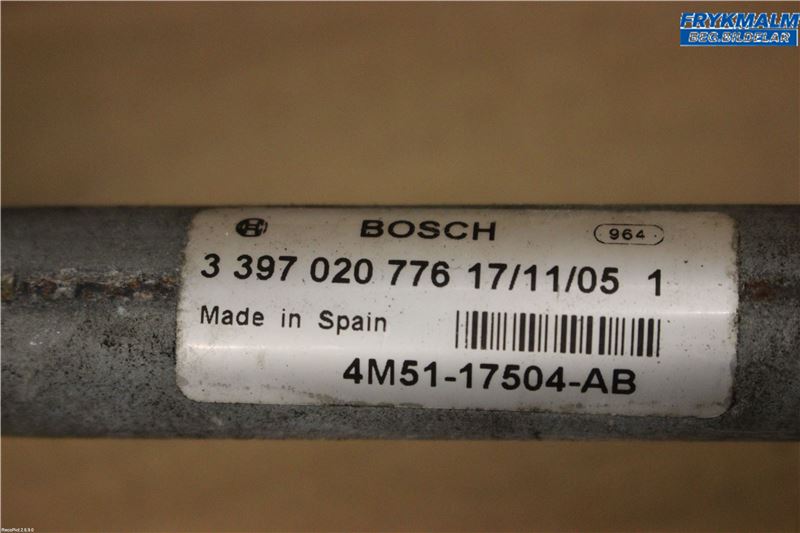 FRYKMALM
BEG.BILDELAR
BOSCH
964
3 397 020 776 17/11/05 1
Made in Spain
4M51-17504-AB